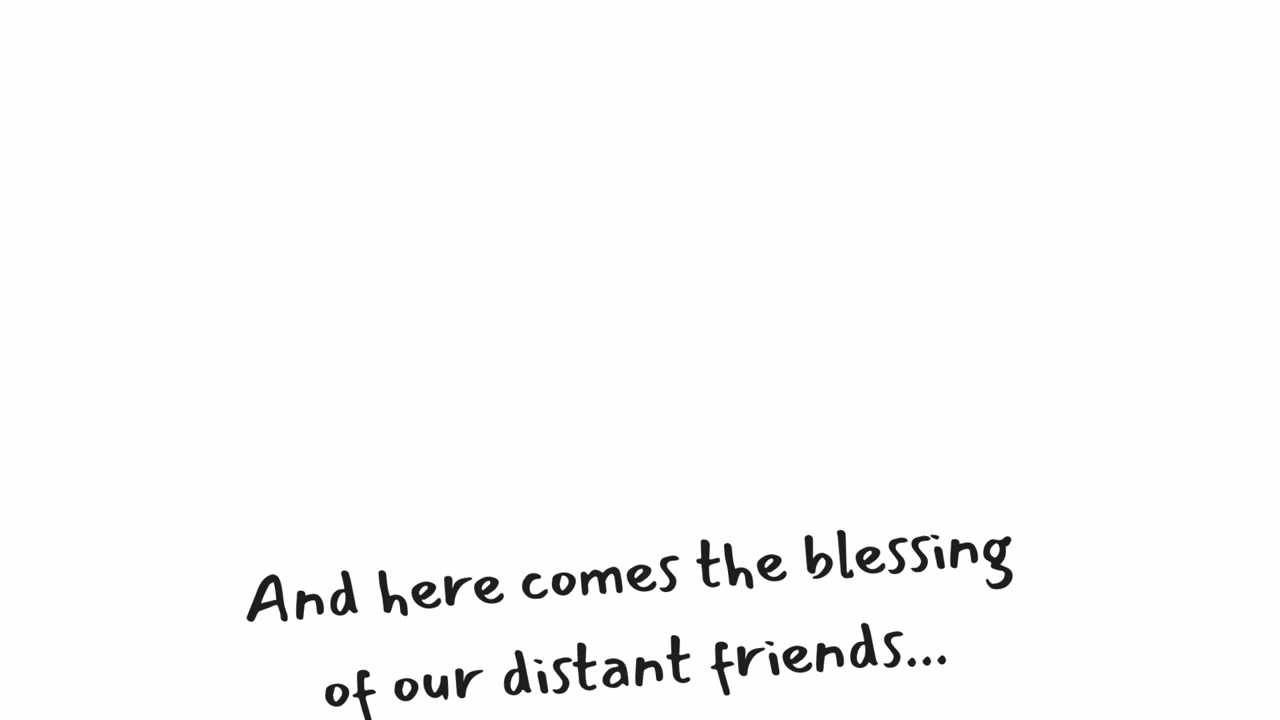 And here comes the blessing
of our distant friends...